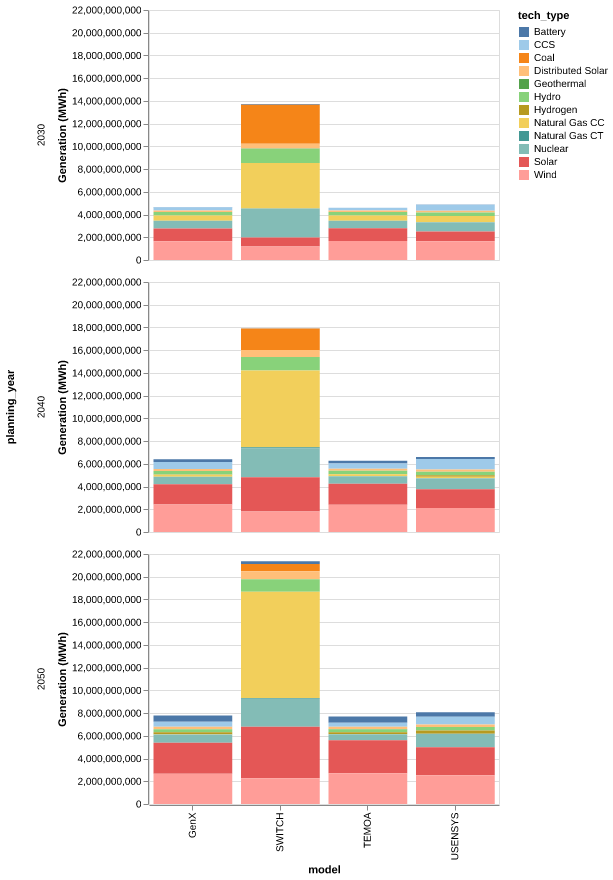 tech_type
Battery
CCS
Coal
Distributed Solar
Geothermal
Hydro
Hydrogen
Natural Gas CC
Natural Gas CT
Nuclear
Solar
Wind
planning_year
2030
Generation (MWh)
22,000,000,000
20,000,000,000
18,000,000,000
16,000,000,000
14,000,000,000
12,000,000,000
10,000,000,000
8,000,000,000
6,000,000,000
4,000,000,000
2,000,000,000
0
2040
Generation (MWh)
22,000,000,000
20,000,000,000
18,000,000,000
16,000,000,000
14,000,000,000
12,000,000,000
10,000,000,000
8,000,000,000
6,000,000,000
4,000,000,000
2,000,000,000
0
2050
Generation (MWh)
22,000,000,000
20,000,000,000
18,000,000,000
16,000,000,000
14,000,000,000
12,000,000,000
10,000,000,000
8,000,000,000
6,000,000,000
4,000,000,000
2,000,000,000
0
GenX
SWITCH
TEMOA
USENSYS
model